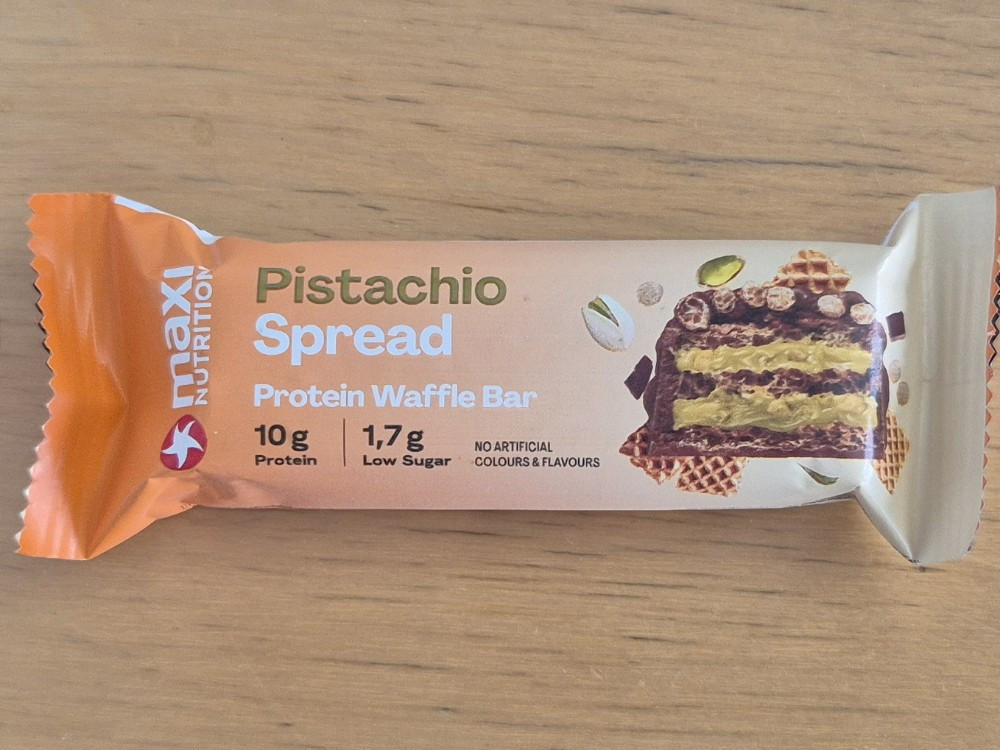 maxi
NUTRITION
Pistachio
Spread
Protein Waffle Bar
10 g
Protein
1,7 g
Low Sugar
NO ARTIFICIAL
COLOURS & FLAVOURS